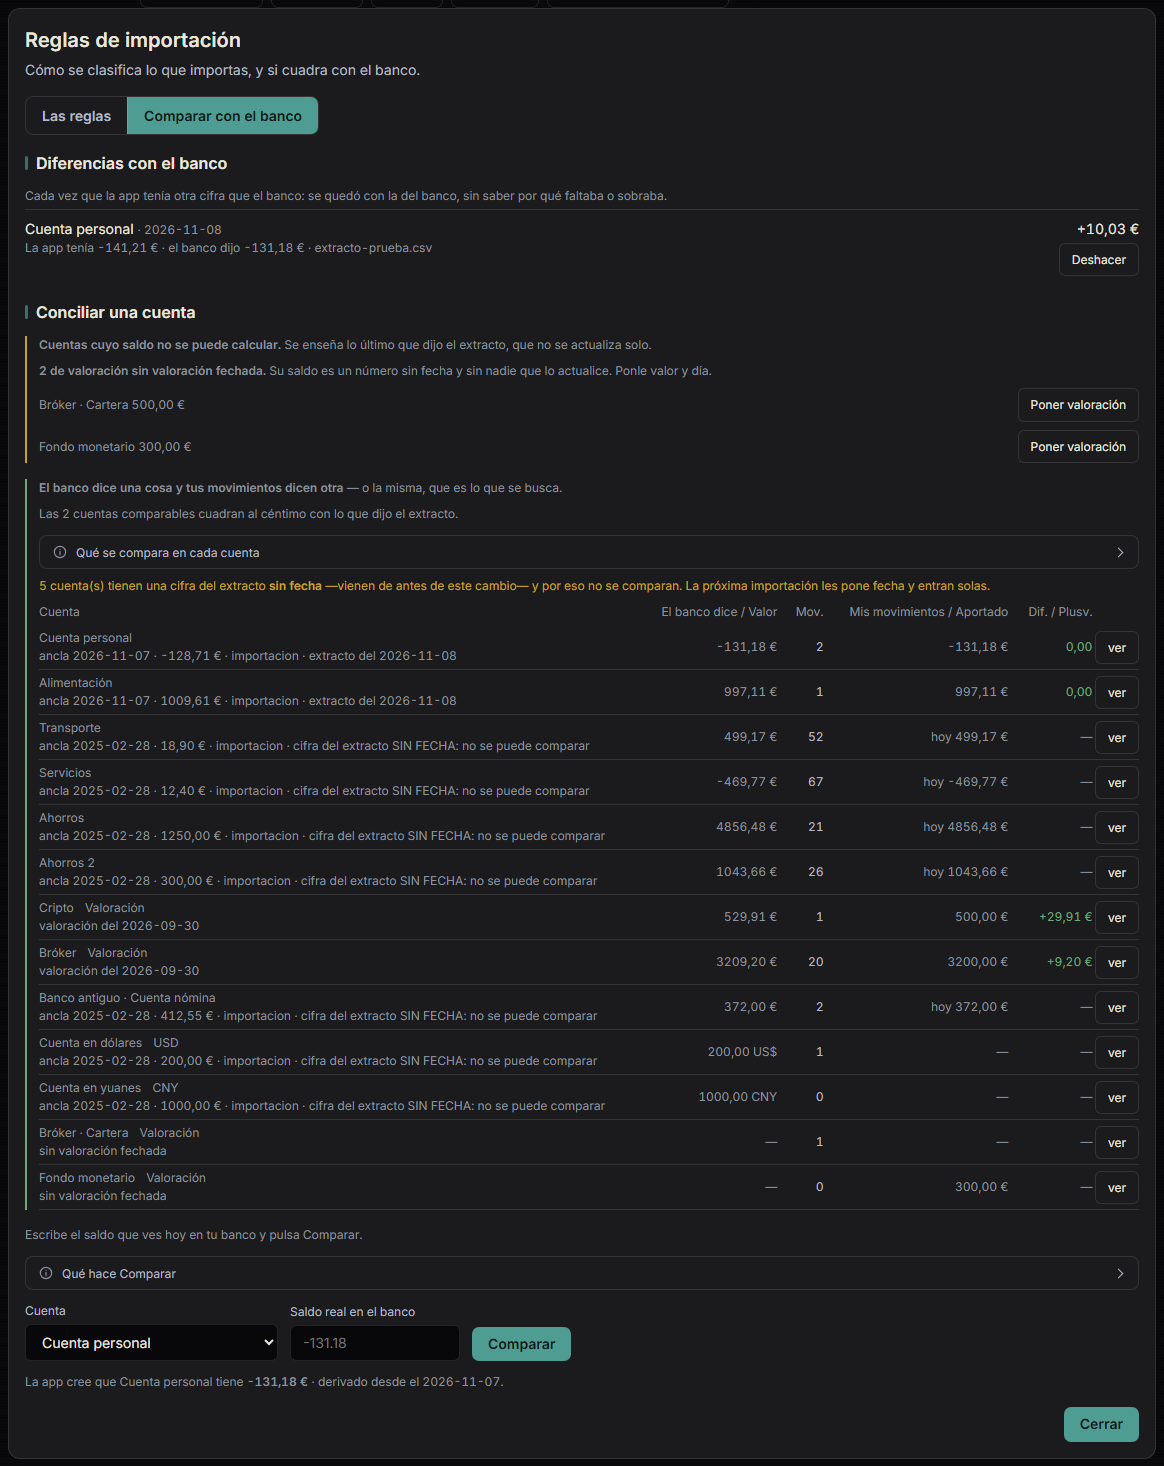 Reglas de importación
Cómo se clasifica lo que importas, y si cuadra con el banco.
Las reglas
Comparar con el banco
Diferencias con el banco
Cada vez que la app tenía otra cifra que el banco: se quedó con la del banco, sin saber por qué faltaba o sobraba.
Cuenta personal · 2026-11-08
+10,03 €
La app tenía -141,21 € · el banco dijo -131,18 € · extracto-prueba.csv
Deshacer
Conciliar una cuenta
Cuentas cuyo saldo no se puede calcular. Se enseña lo último que dijo el extracto, que no se actualiza solo.
2 de valoración sin valoración fechada. Su saldo es un número sin fecha y sin nadie que lo actualice. Ponle valor y día.
Bróker · Cartera 500,00 €
Poner valoración
Fondo monetario 300,00 €
Poner valoración
El banco dice una cosa y tus movimientos dicen otra — o la misma, que es lo que se busca.
Las 2 cuentas comparables cuadran al céntimo con lo que dijo el extracto.
Qué se compara en cada cuenta
5 cuenta(s) tienen una cifra del extracto sin fecha —vienen de antes de este cambio— y por eso no se comparan. La próxima importación les pone fecha y entran solas.
Cuenta El banco dice / Valor Mov. Mis movimientos / Aportado Dif. / Plusv.
Cuenta personal
ancla 2026-11-07 · -128,71 € · importacion · extracto del 2026-11-08
-131,18 € 2 -131,18 € 0,00 ver
Alimentación
ancla 2026-11-07 · 1009,61 € · importacion · extracto del 2026-11-08
997,11 € 1 997,11 € 0,00 ver
Transporte
ancla 2025-02-28 · 18,90 € · importacion · cifra del extracto SIN FECHA: no se puede comparar
499,17 € 52 hoy 499,17 € — ver
Servicios
ancla 2025-02-28 · 12,40 € · importacion · cifra del extracto SIN FECHA: no se puede comparar
-469,77 € 67 hoy -469,77 € — ver
Ahorros
ancla 2025-02-28 · 1250,00 € · importacion · cifra del extracto SIN FECHA: no se puede comparar
4856,48 € 21 hoy 4856,48 € — ver
Ahorros 2
ancla 2025-02-28 · 300,00 € · importacion · cifra del extracto SIN FECHA: no se puede comparar
1043,66 € 26 hoy 1043,66 € — ver
Cripto Valoración
valoración del 2026-09-30
529,91 € 1 500,00 € +29,91 € ver
Bróker Valoración
valoración del 2026-09-30
3209,20 € 20 3200,00 € +9,20 € ver
Banco antiguo · Cuenta nómina
ancla 2025-02-28 · 412,55 € · importacion · cifra del extracto SIN FECHA: no se puede comparar
372,00 € 2 hoy 372,00 € — ver
Cuenta en dólares USD
ancla 2025-02-28 · 200,00 € · importacion · cifra del extracto SIN FECHA: no se puede comparar
200,00 US$ 1 — — ver
Cuenta en yuanes CNY
ancla 2025-02-28 · 1000,00 € · importacion · cifra del extracto SIN FECHA: no se puede comparar
1000,00 CNY 0 — — ver
Bróker · Cartera Valoración
sin valoración fechada
— 1 — — ver
Fondo monetario Valoración
sin valoración fechada
— 0 300,00 € — ver
Escribe el saldo que ves hoy en tu banco y pulsa Comparar.
Qué hace Comparar
Cuenta
Saldo real en el banco
Cuenta personal
-131.18
Comparar
La app cree que Cuenta personal tiene -131,18 € · derivado desde el 2026-11-07.
Cerrar